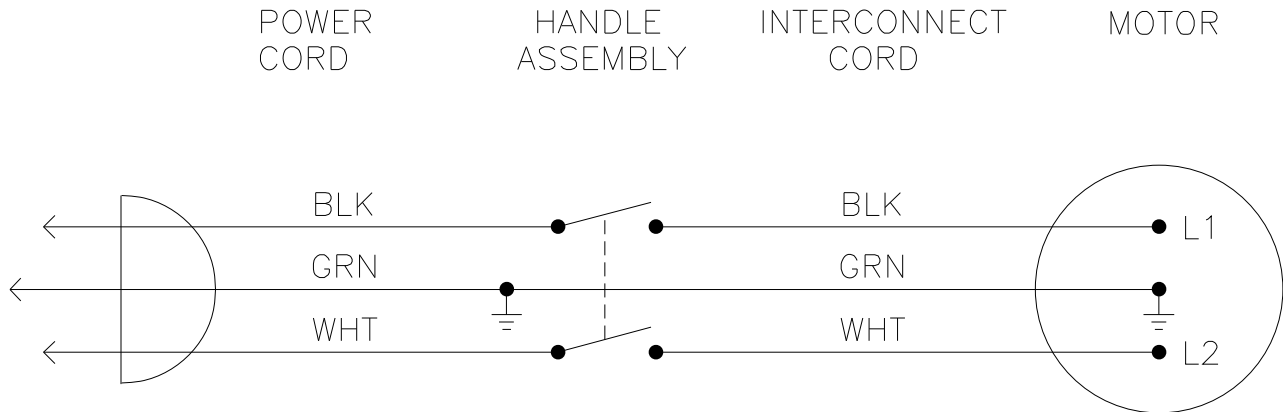 POWER
CORD
HANDLE
ASSEMBLY
INTERCONNECT
CORD
MOTOR
BLK
BLK
L1
GRN
GRN
WHT
WHT
L2